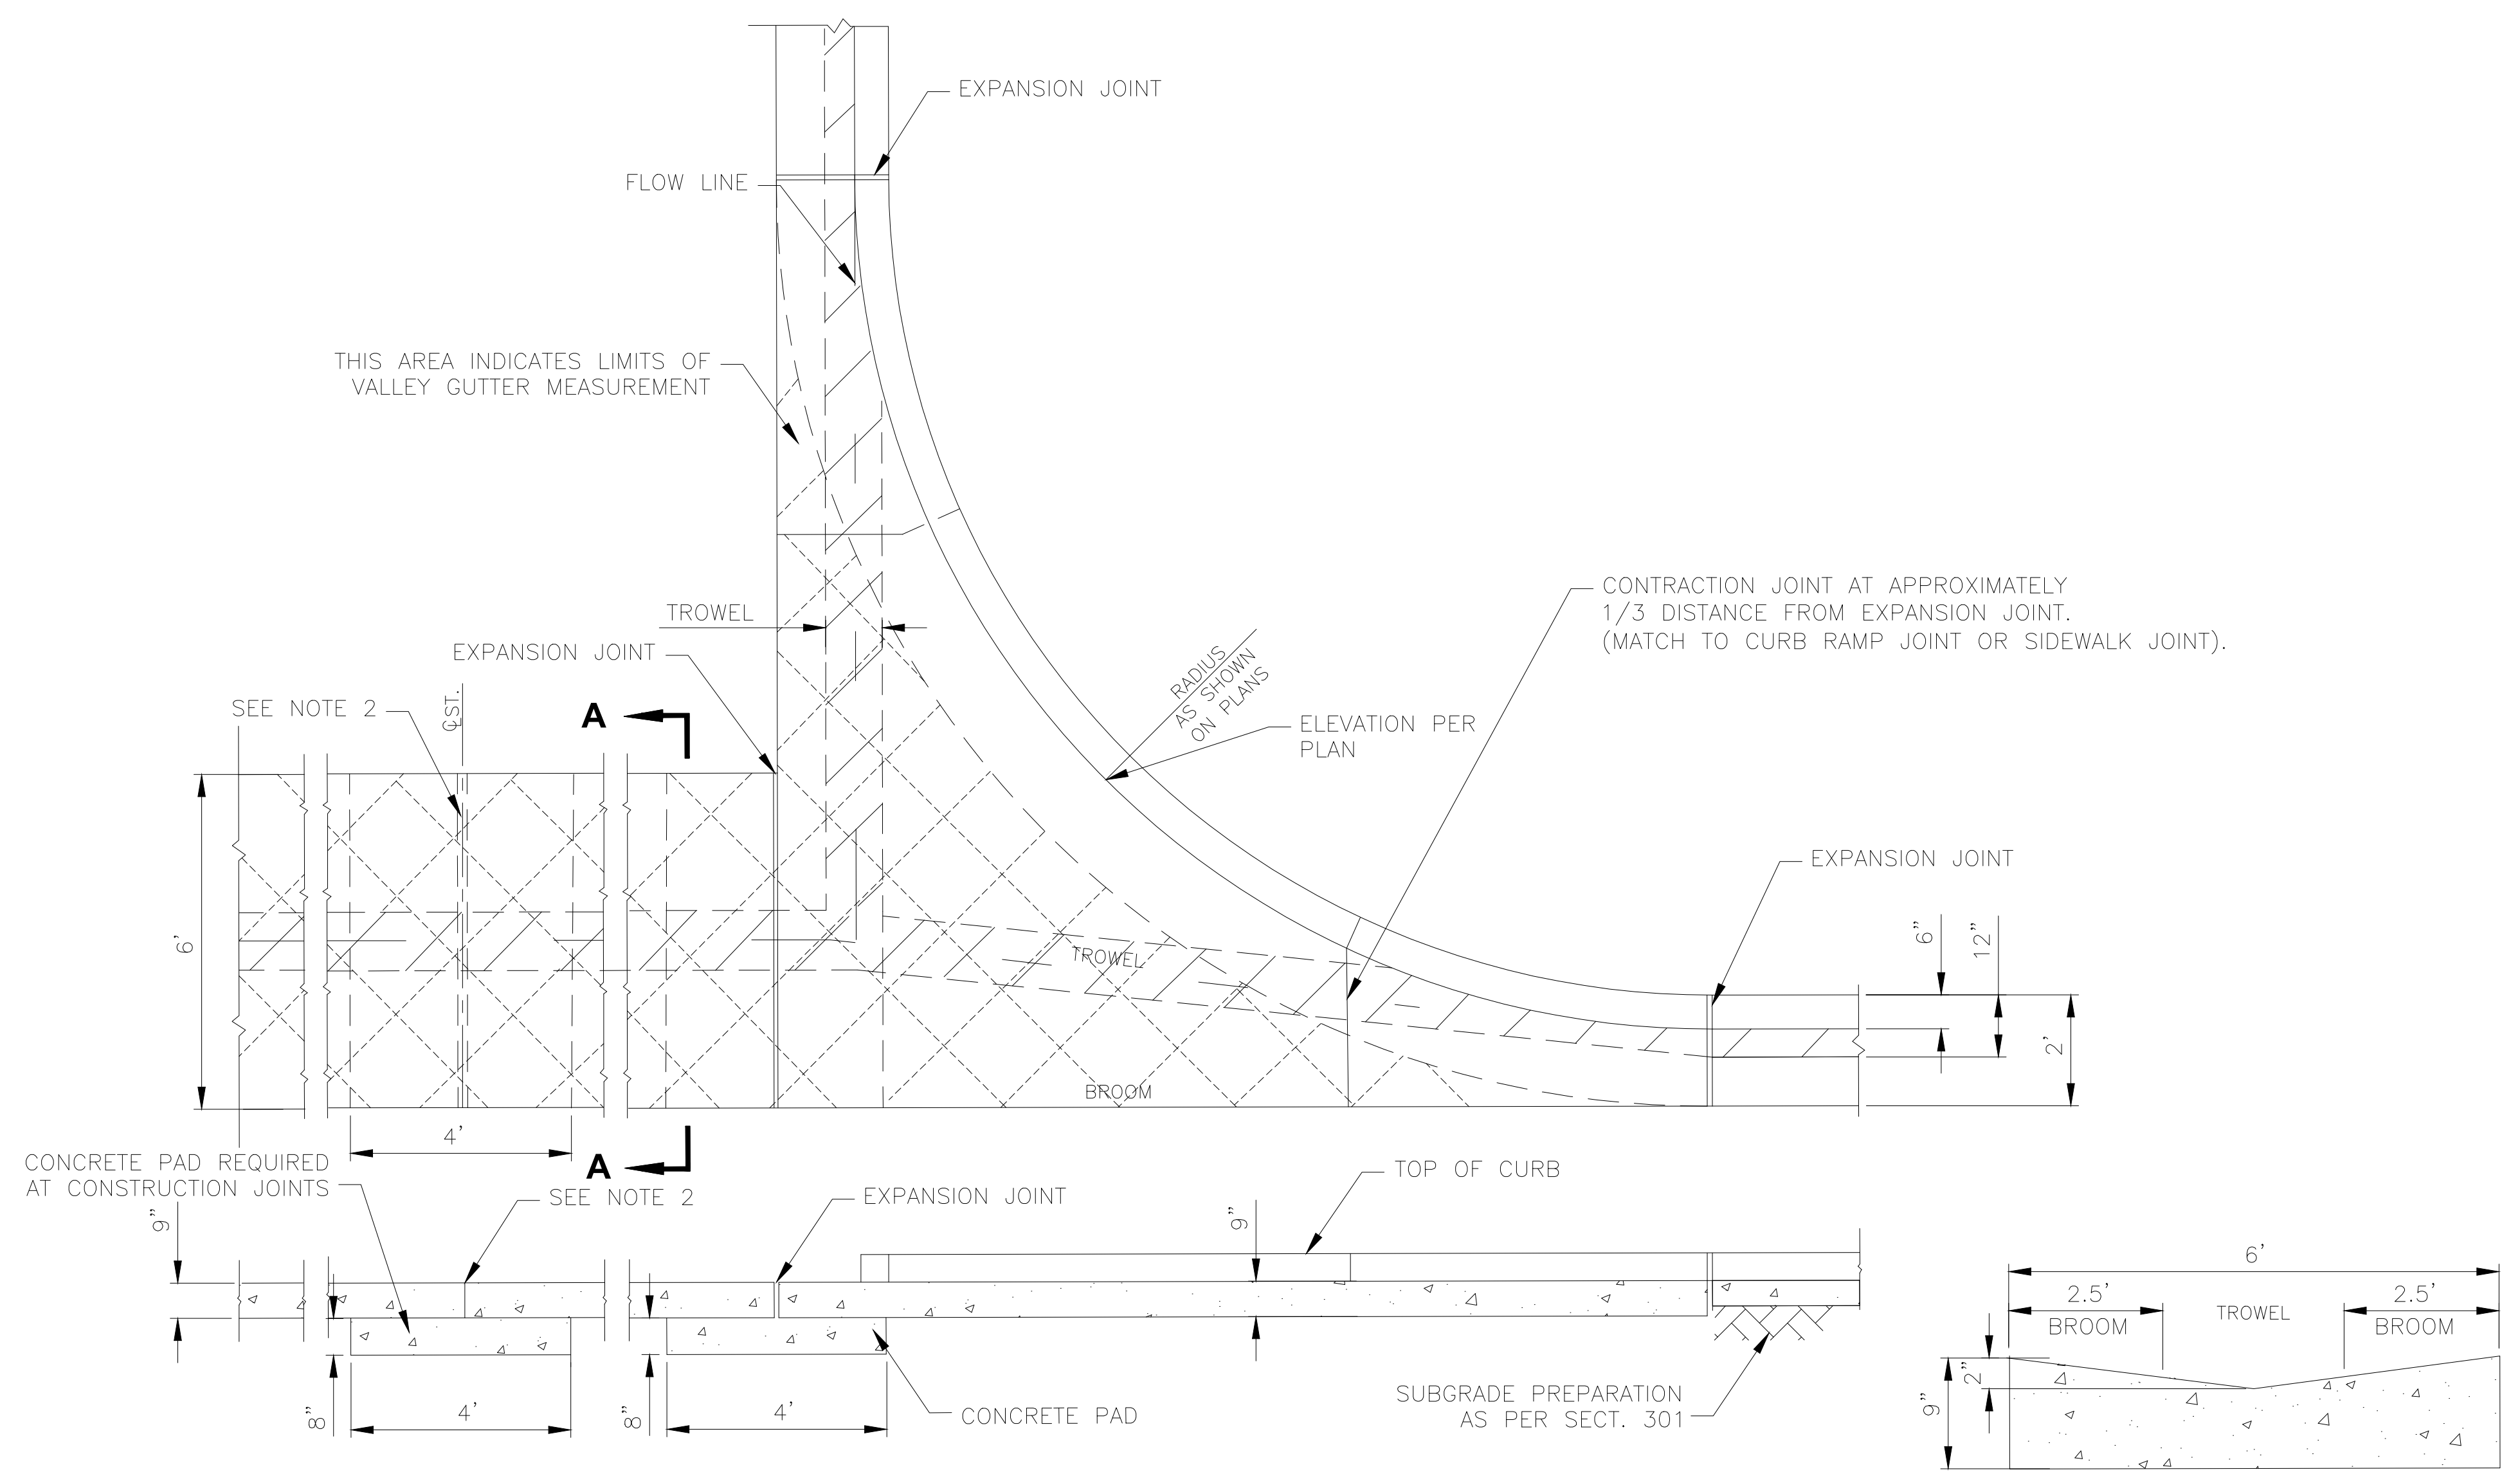 EXPANSION JOINT
FLOW LINE
THIS AREA INDICATES LIMITS OF
VALLEY GUTTER MEASUREMENT
CONTRACTION JOINT AT APPROXIMATELY
1/3 DISTANCE FROM EXPANSION JOINT.
(MATCH TO CURB RAMP JOINT OR SIDEWALK JOINT).
TROWEL
EXPANSION JOINT
RADIUS
AS SHOWN
ON PLANS
SEE NOTE 2
℄ ST.
A
ELEVATION PER
PLAN
EXPANSION JOINT
6'
TROWEL
6"
12"
2'
BROOM
4'
A
CONCRETE PAD REQUIRED
AT CONSTRUCTION JOINTS
SEE NOTE 2
EXPANSION JOINT
TOP OF CURB
9"
9"
8"
4'
8"
4'
CONCRETE PAD
SUBGRADE PREPARATION
AS PER SECT. 301
6'
2.5'
2.5'
TROWEL
BROOM
BROOM
2"
9"